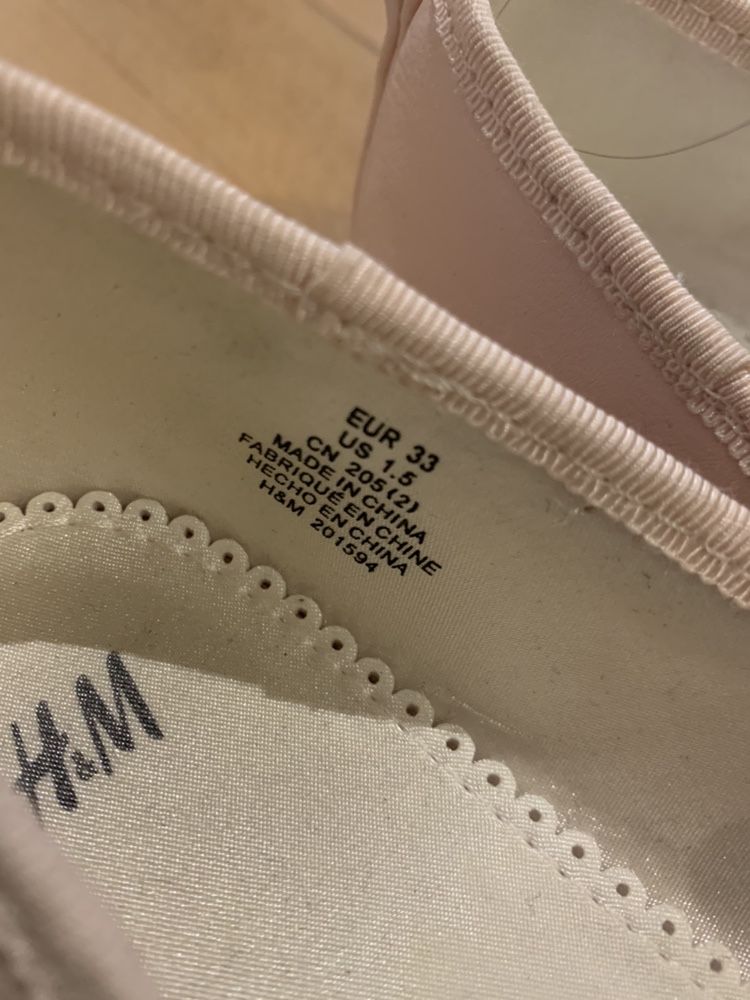 EUR 33
US 1.5
CN 205(2)
MADE IN CHINA
FABRIQUÉ EN CHINE
HECHO EN CHINA
H&M 201594
H&M